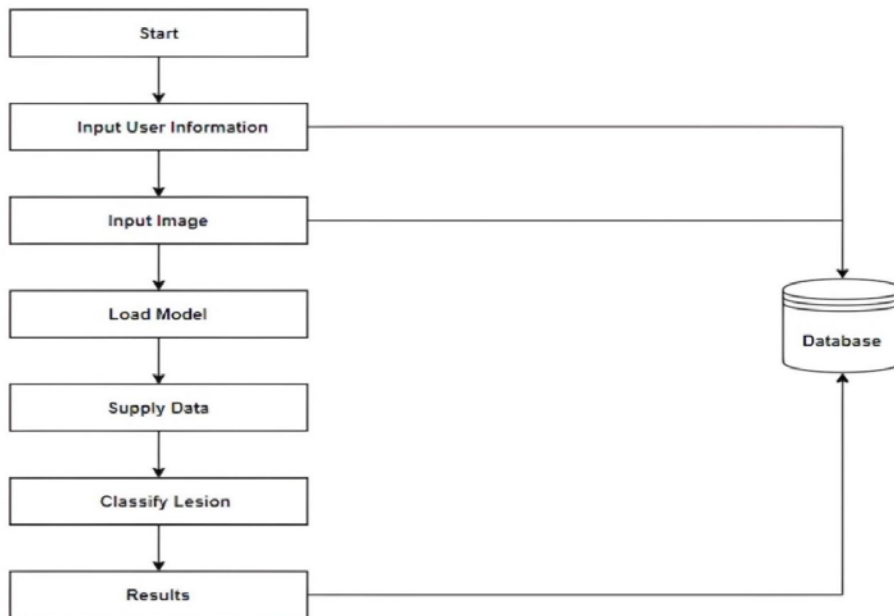 Start
Input User Information
Input Image
Load Model
Database
Supply Data
Classify Lesion
Results